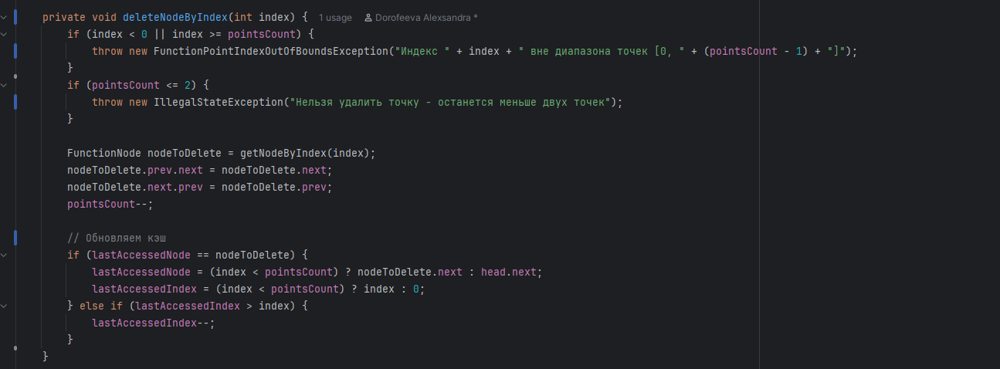 private void deleteNodeByIndex(int index) { 1 usage Dorofeeva Alexsandra *
if (index < 0 || index >= pointsCount) {
throw new FunctionPointIndexOutOfBoundsException("Индекс " + index + " вне диапазона точек [0, " + (pointsCount - 1) + "]");
}
if (pointsCount <= 2) {
throw new IllegalStateException("Нельзя удалить точку - останется меньше двух точек");
}
FunctionNode nodeToDelete = getNodeByIndex(index);
nodeToDelete.prev.next = nodeToDelete.next;
nodeToDelete.next.prev = nodeToDelete.prev;
pointsCount--;
// Обновляем кэш
if (lastAccessedNode == nodeToDelete) {
lastAccessedNode = (index < pointsCount) ? nodeToDelete.next : head.next;
lastAccessedIndex = (index < pointsCount) ? index : 0;
} else if (lastAccessedIndex > index) {
lastAccessedIndex--;
}
}